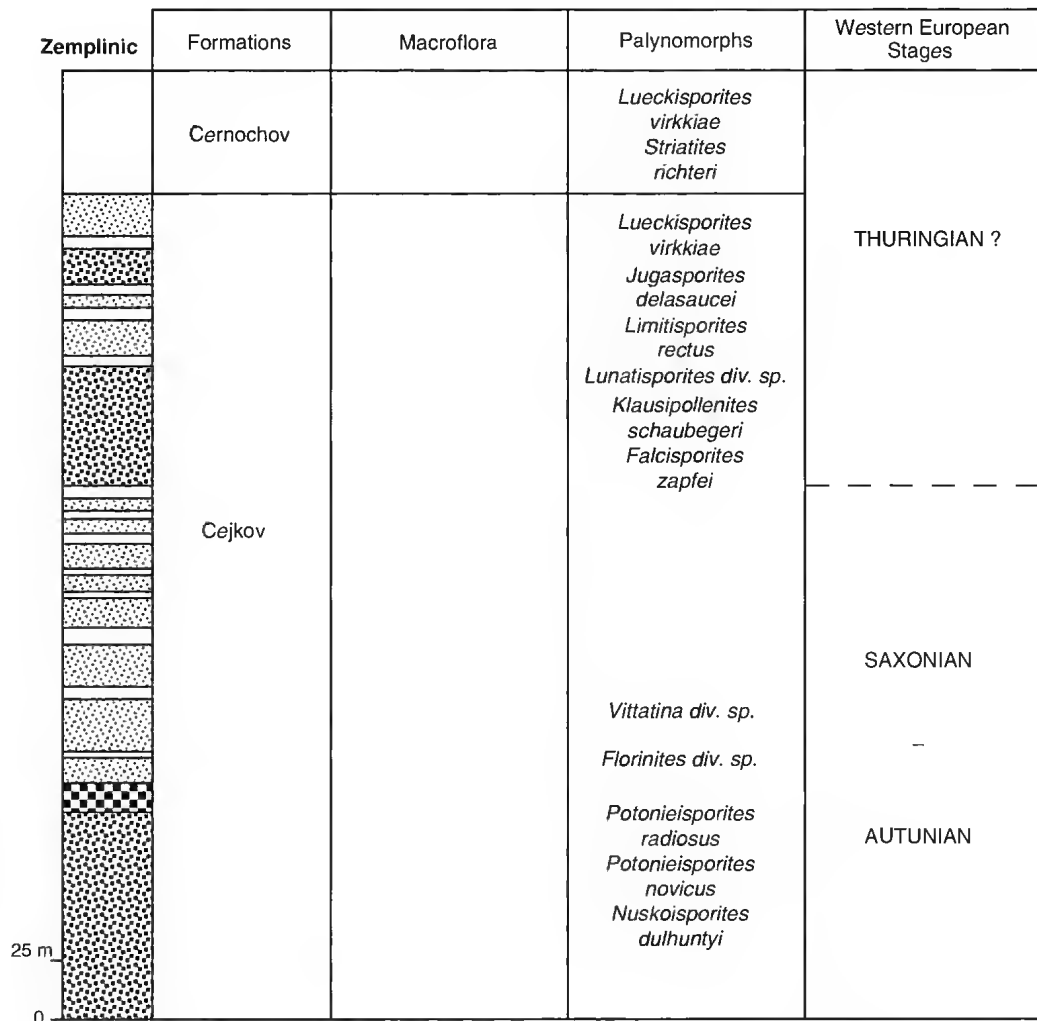 Zemplinic
Formations
Macroflora
Palynomorphs
Western European
Stages
Cernochov
Lueckisporites
virkkiae
Striatites
richteri
Cejkov
Lueckisporites
virkkiae
Jugasporites
delasaucei
Limitisporites
rectus
Lunatisporites div. sp.
Klausipollenites
schaubegeri
Falcisporites
zapfei
Vittatina div. sp.
Florinites div. sp.
Potonieisporites
radiosus
Potonieisporites
novicus
Nuskoisporites
dulhuntyi
THURINGIAN ?
SAXONIAN
–
AUTUNIAN
25 m
0